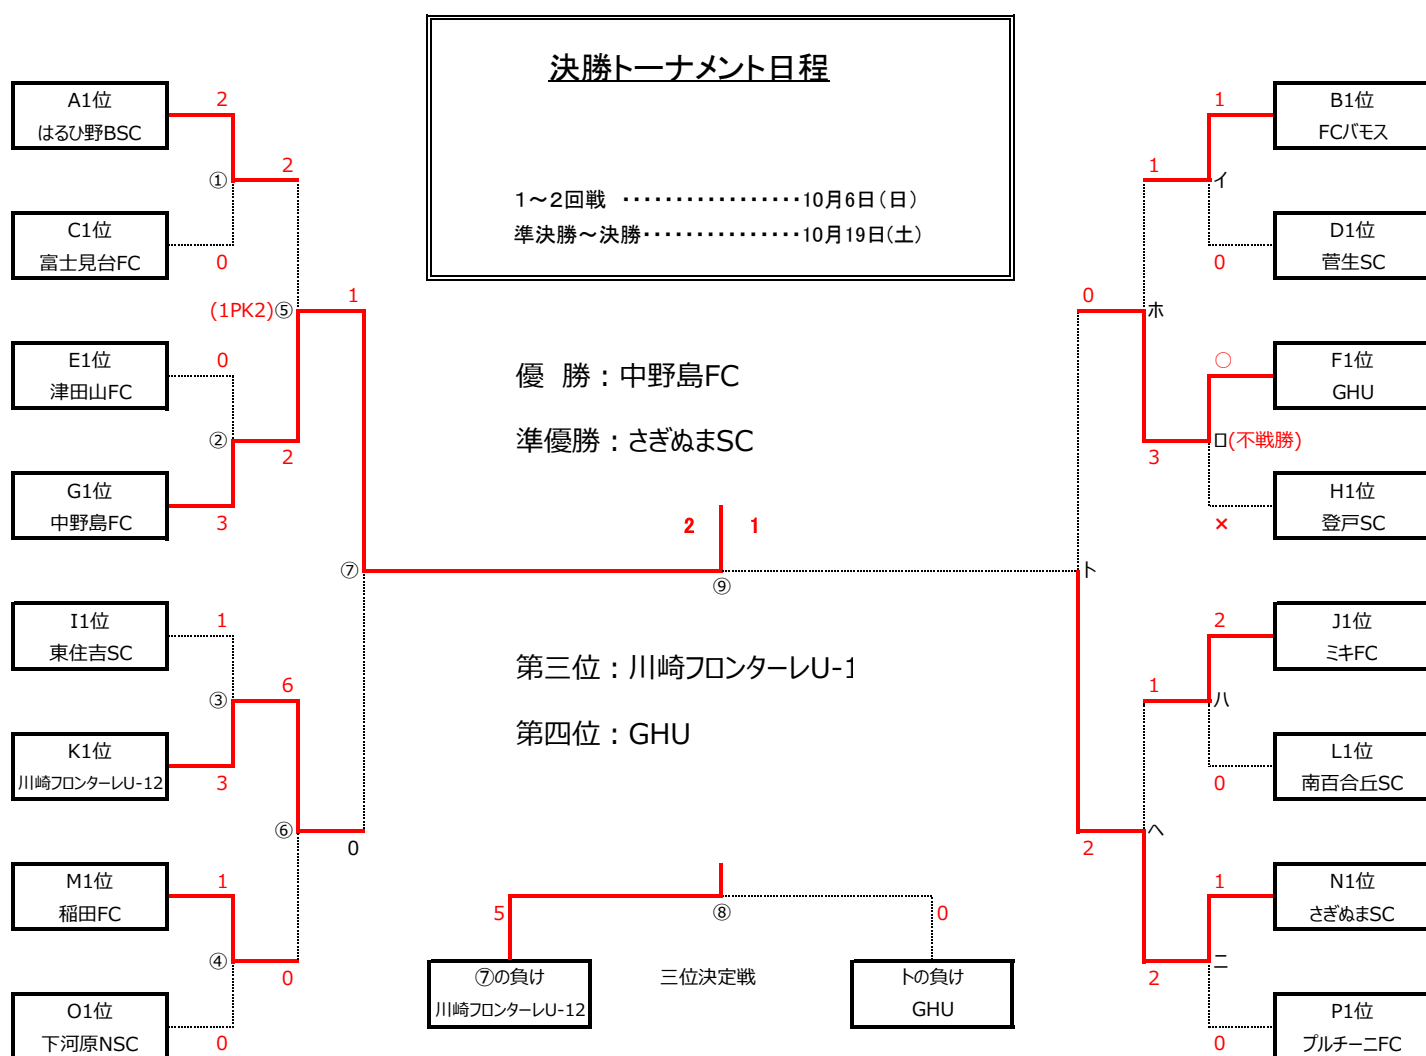 決勝トーナメント日程
1～2回戦 ・・・・・・・・・・・・・・・・・10月6日(日)
準決勝～決勝・・・・・・・・・・・・・・・10月19日(土)
A1位
はるひ野BSC
2
①
2
C1位
富士見台FC
0
(1PK2)⑤
1
E1位
津田山FC
0
②
2
G1位
中野島FC
3
⑦
I1位
東住吉SC
1
③
6
K1位
川崎フロンターレU-12
3
⑥
0
M1位
稲田FC
1
④
0
O1位
下河原NSC
0
優 勝：中野島FC
準優勝：さぎぬまSC
2 1
⑨
第三位：川崎フロンターレU-1
第四位：GHU
5
⑧
0
⑦の負け
川崎フロンターレU-12
三位決定戦
トの負け
GHU
B1位
FCバモス
1
1
イ
D1位
菅生SC
0
0
ホ
F1位
GHU
○
ロ(不戦勝)
3
H1位
登戸SC
×
ト
J1位
ミキFC
2
1
ハ
L1位
南百合丘SC
0
2
ヘ
N1位
さぎぬまSC
1
ニ
2
P1位
プルチーニFC
0